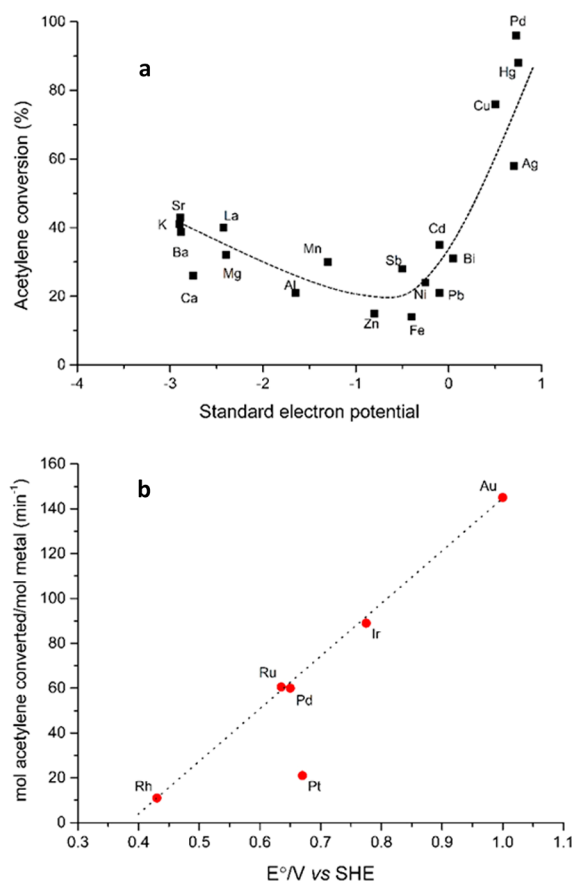 a
Acetylene conversion (%)
100
80
60
40
20
0
Pd
Hg
Cu
Ag
Sr
K
La
Ba
Mg
Ca
Mn
Al
Cd
Sb
Bi
Ni
Pb
Zn
Fe
-4 -3 -2 -1 0 1
Standard electron potential
b
mol acetylene converted/mol metal (min⁻¹)
160
140
120
100
80
60
40
20
0
Au
Ir
Ru
Pd
Rh
Pt
0.3 0.4 0.5 0.6 0.7 0.8 0.9 1.0 1.1
E°/V vs SHE